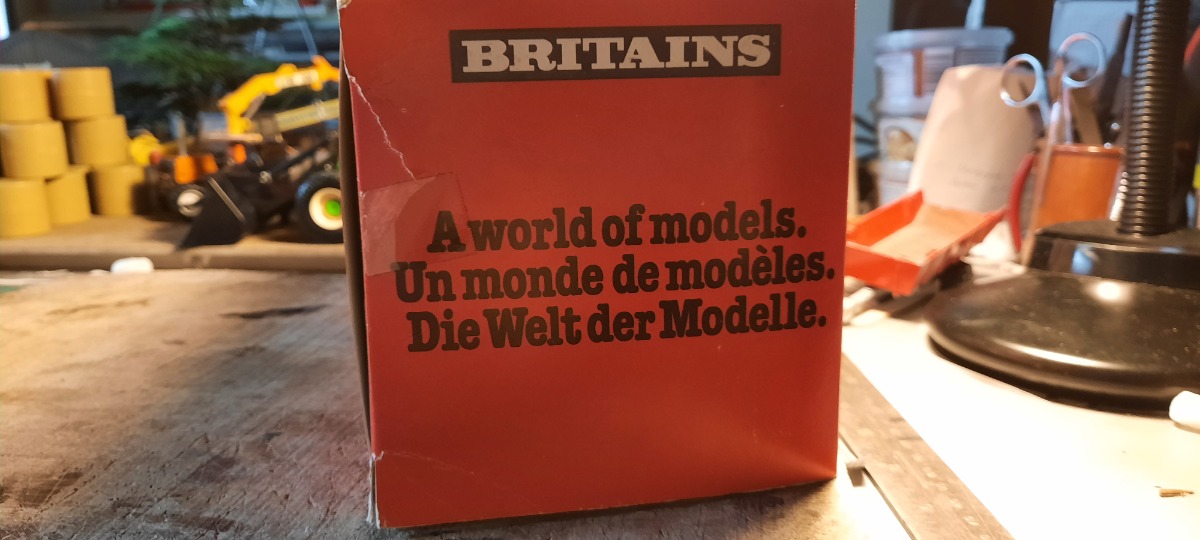 BRITAINS
A world of models.
Un monde de modèles.
Die Welt der Modelle.